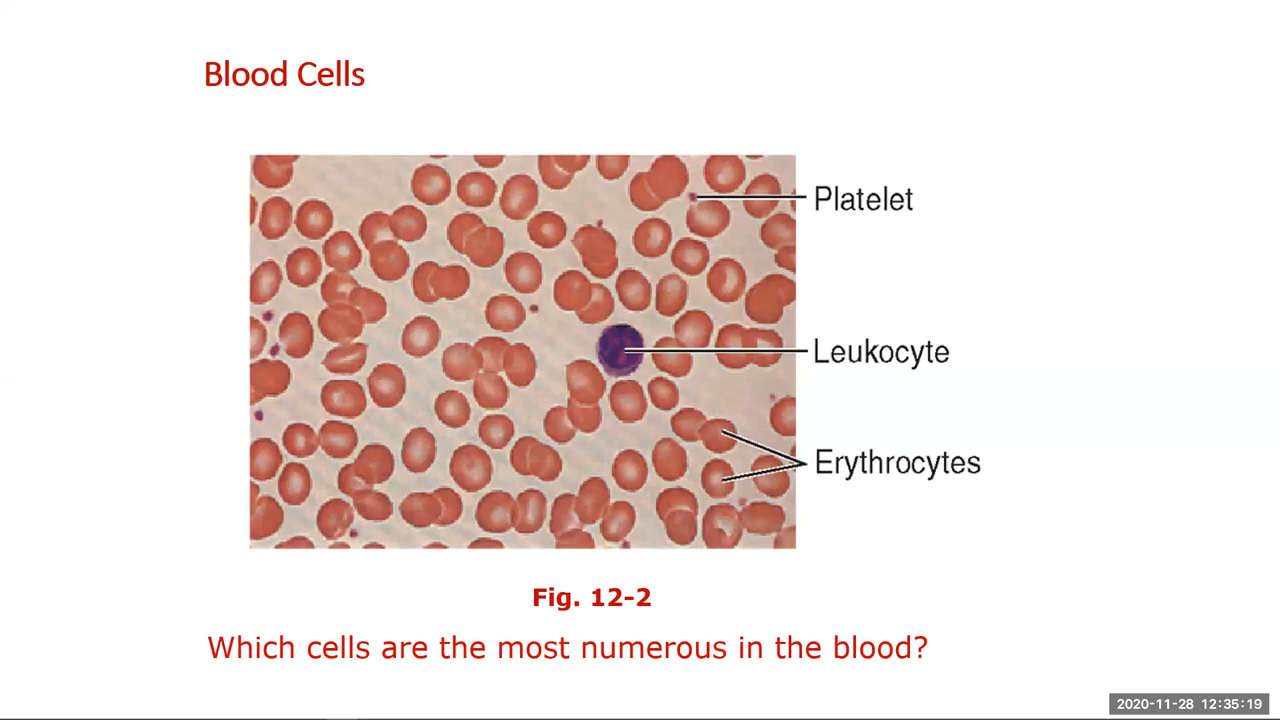 Blood Cells
Platelet
Leukocyte
Erythrocytes
Fig. 12-2
Which cells are the most numerous in the blood?
2020-11-28 12:35:19